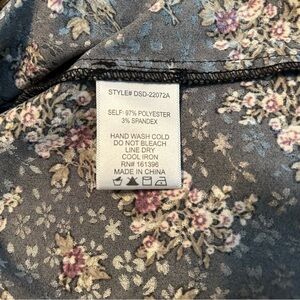 STYLE# DSD-22072A
SELF: 97% POLYESTER
3% SPANDEX
HAND WASH COLD
DO NOT BLEACH
LINE DRY
COOL IRON
RN# 161396
MADE IN CHINA